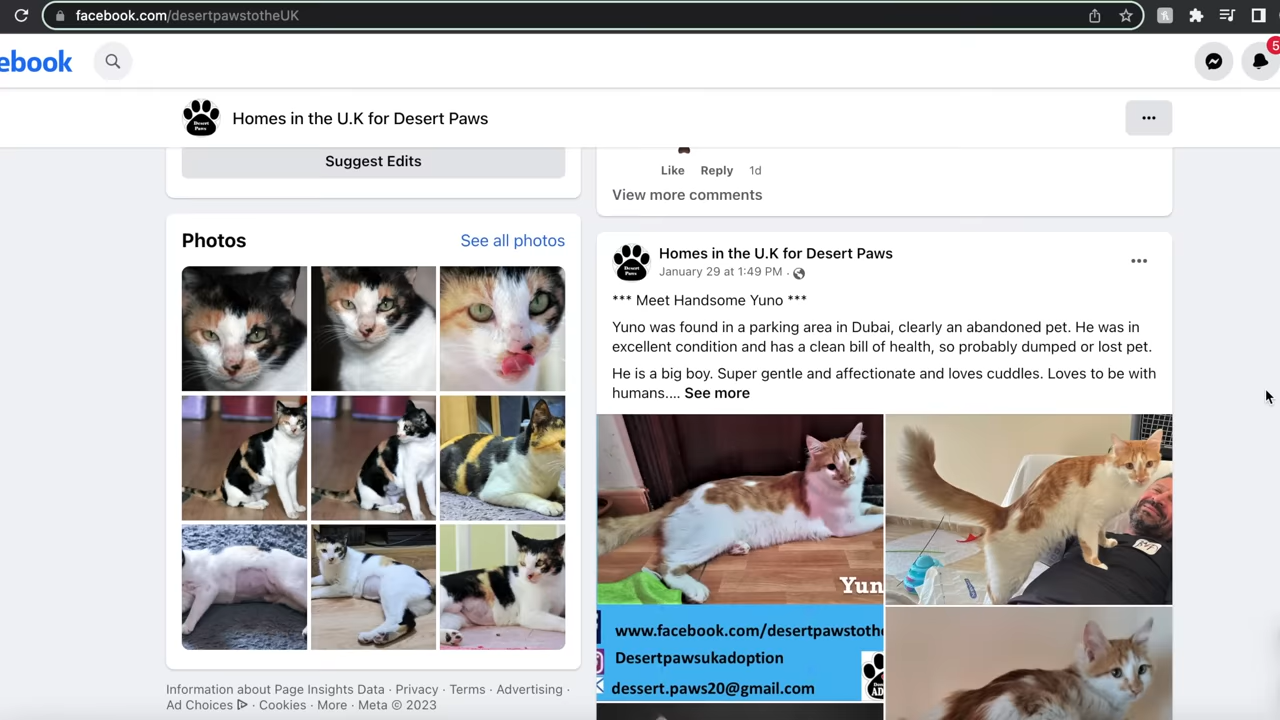 facebook.com/desertpawstotheUK
ebook
5
Homes in the U.K for Desert Paws
Suggest Edits
Like Reply 1d
View more comments
Photos
See all photos
Homes in the U.K for Desert Paws
January 29 at 1:49 PM ·
*** Meet Handsome Yuno ***
Yuno was found in a parking area in Dubai, clearly an abandoned pet. He was in
excellent condition and has a clean bill of health, so probably dumped or lost pet.
He is a big boy. Super gentle and affectionate and loves cuddles. Loves to be with
humans.... See more
Yun
www.facebook.com/desertpawstothe
Desertpawsukadoption
dessert.paws20@gmail.com
Information about Page Insights Data · Privacy · Terms · Advertising ·
Ad Choices · Cookies · More · Meta © 2023